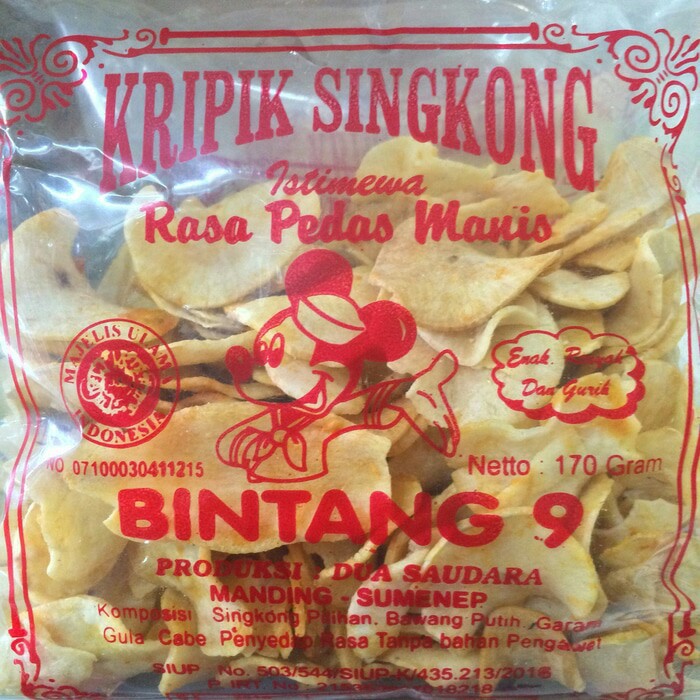 KRIPIK SINGKONG
Istimewa
Rasa Pedas Manis
MAJELIS ULAMA
INDONESIA
Enak, Renyah
Dan Gurih
NO 07100030411215
Netto : 170 Gram
BINTANG 9
PRODUKSI : DUA SAUDARA
MANDING - SUMENEP
Komposisi Singkong Pilihan, Bawang Putih, Garam
Gula Cabe Penyedap Rasa Tanpa bahan Pengawet
SIUP No. 503/544/SIUP-K/435.213/2016
P. IRT No.